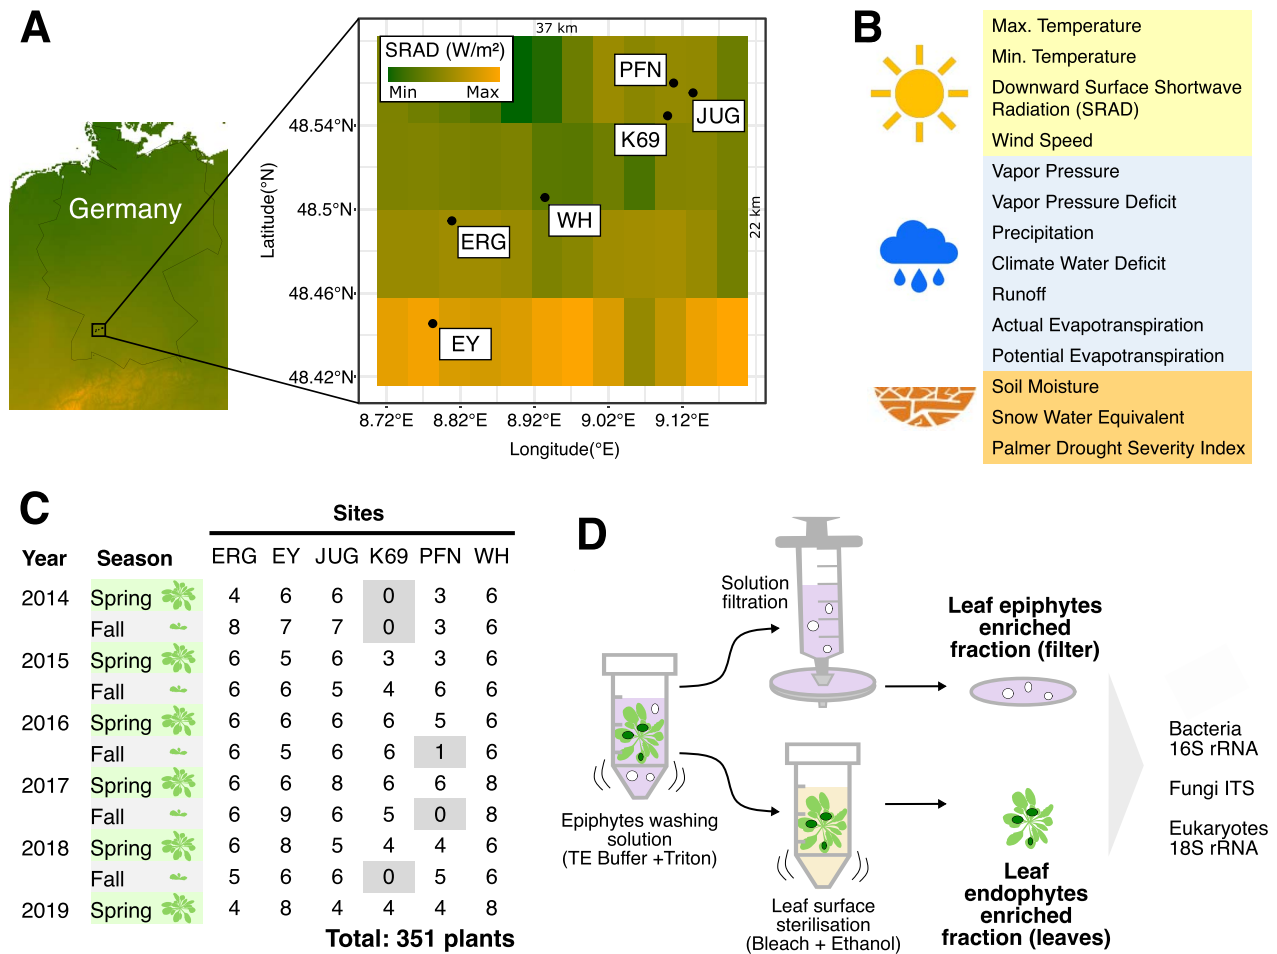 A
Germany
37 km
SRAD (W/m²)
Min Max
PFN
JUG
K69
WH
ERG
EY
22 km
Latitude(°N)
48.54°N
48.5°N
48.46°N
48.42°N
8.72°E 8.82°E 8.92°E 9.02°E 9.12°E
Longitude(°E)
B
Max. Temperature
Min. Temperature
Downward Surface Shortwave
Radiation (SRAD)
Wind Speed
Vapor Pressure
Vapor Pressure Deficit
Precipitation
Climate Water Deficit
Runoff
Actual Evapotranspiration
Potential Evapotranspiration
Soil Moisture
Snow Water Equivalent
Palmer Drought Severity Index
C
Sites
Year Season ERG EY JUG K69 PFN WH
2014 Spring 4 6 6 0 3 6
Fall 8 7 7 0 3 6
2015 Spring 6 5 6 3 3 6
Fall 6 6 5 4 6 6
2016 Spring 6 6 6 6 5 6
Fall 6 5 6 6 1 6
2017 Spring 6 6 8 6 6 8
Fall 6 9 6 5 0 8
2018 Spring 6 8 5 4 4 6
Fall 5 6 6 0 5 6
2019 Spring 4 8 4 4 4 8
Total: 351 plants
D
Solution
filtration
Leaf epiphytes
enriched
fraction (filter)
Epiphytes washing
solution
(TE Buffer +Triton)
Leaf surface
sterilisation
(Bleach + Ethanol)
Leaf
endophytes
enriched
fraction (leaves)
Bacteria
16S rRNA
Fungi ITS
Eukaryotes
18S rRNA